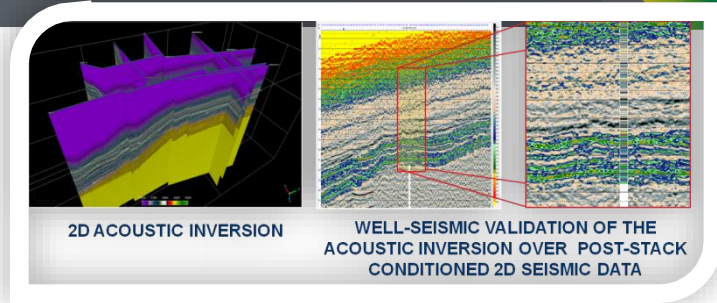 2D ACOUSTIC INVERSION
WELL-SEISMIC VALIDATION OF THE
ACOUSTIC INVERSION OVER POST-STACK
CONDITIONED 2D SEISMIC DATA